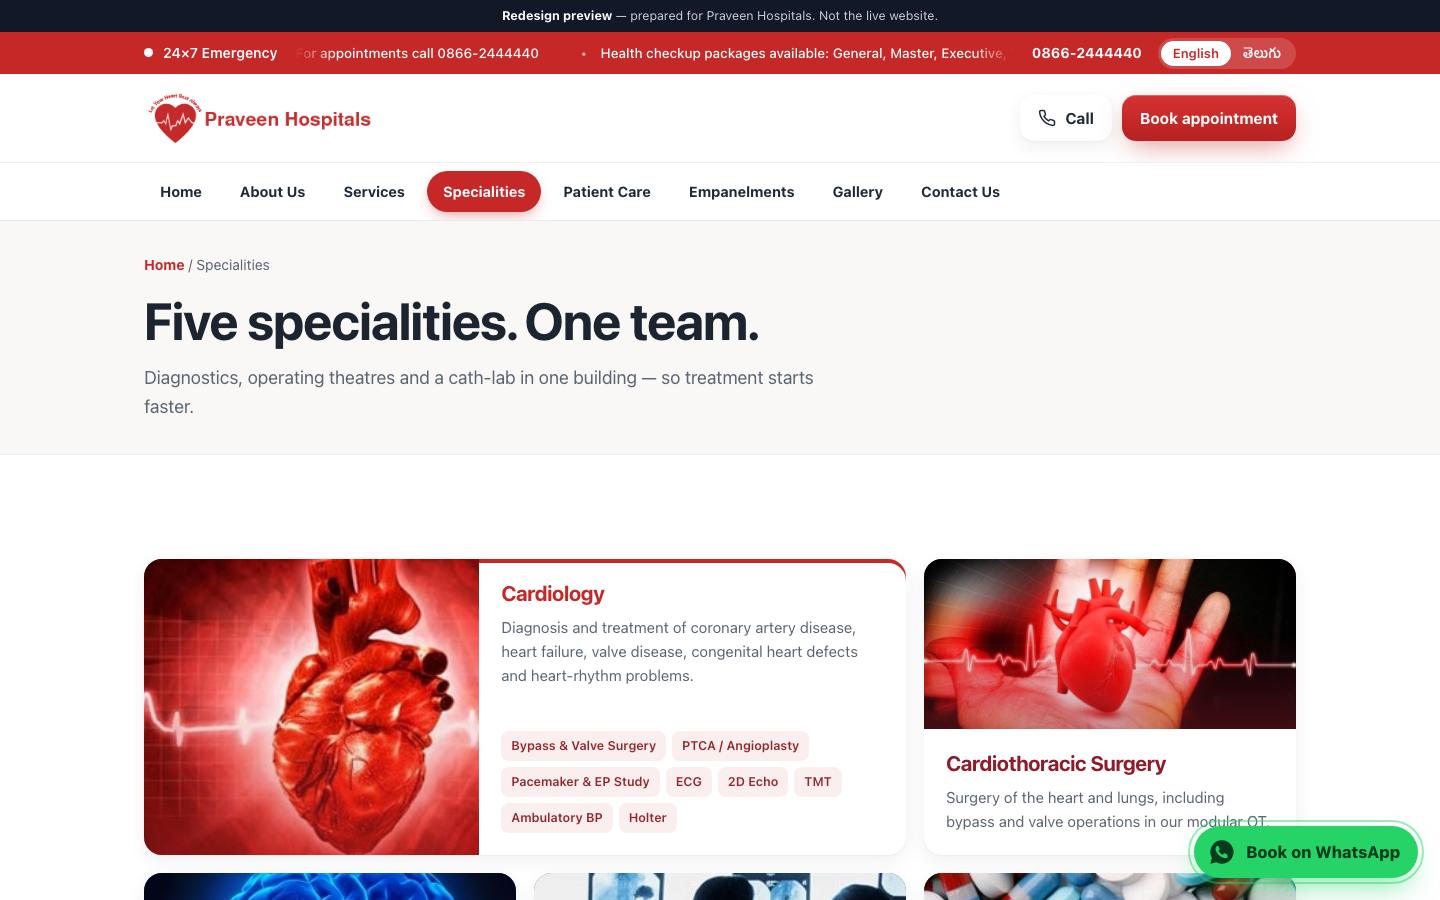 Redesign preview — prepared for Praveen Hospitals. Not the live website.
24×7 Emergency
For appointments call 0866-2444440 • Health checkup packages available: General, Master, Executive,
0866-2444440
English తెలుగు
Let Your Heart Beat Always
Praveen Hospitals
Call
Book appointment
Home About Us Services Specialities Patient Care Empanelments Gallery Contact Us
Home / Specialities
Five specialities. One team.
Diagnostics, operating theatres and a cath-lab in one building — so treatment starts
faster.
Cardiology
Diagnosis and treatment of coronary artery disease,
heart failure, valve disease, congenital heart defects
and heart-rhythm problems.
Bypass & Valve Surgery PTCA / Angioplasty
Pacemaker & EP Study ECG 2D Echo TMT
Ambulatory BP Holter
Cardiothoracic Surgery
Surgery of the heart and lungs, including
bypass and valve operations in our modular OT.
Book on WhatsApp